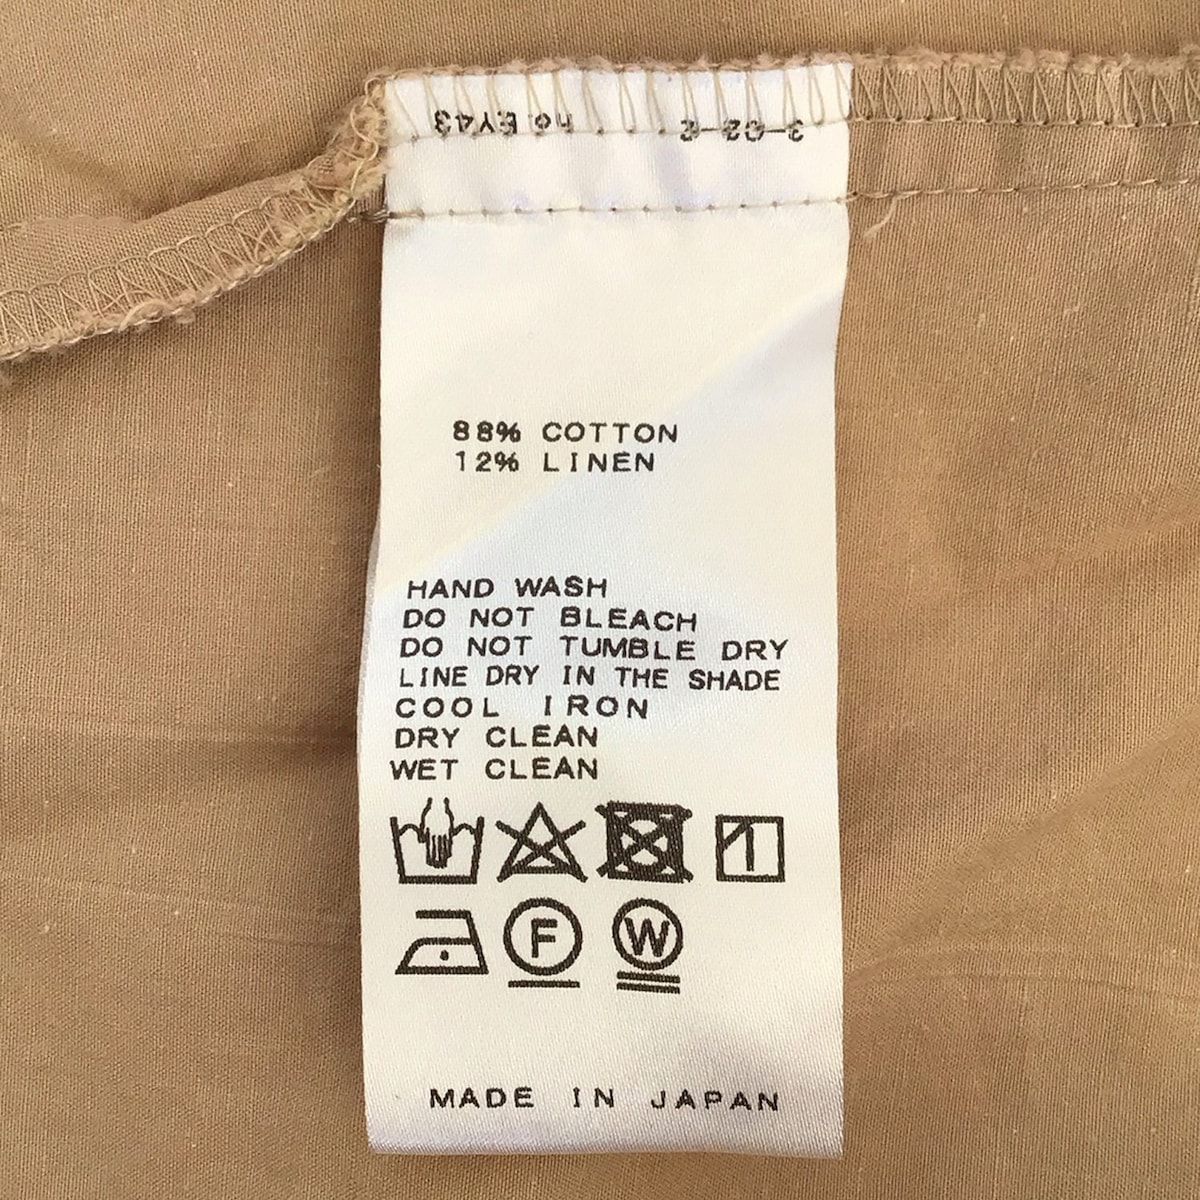 88% COTTON
12% LINEN
HAND WASH
DO NOT BLEACH
DO NOT TUMBLE DRY
LINE DRY IN THE SHADE
COOL IRON
DRY CLEAN
WET CLEAN
F W
MADE IN JAPAN